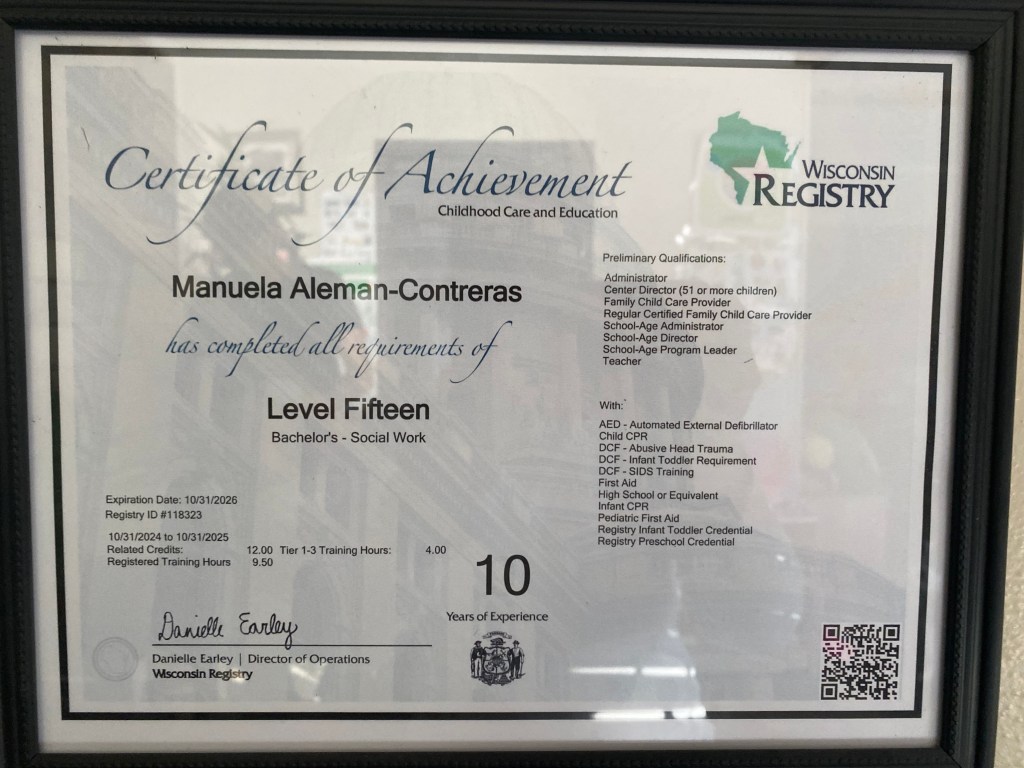 Certificate of Achievement
Childhood Care and Education
WISCONSIN
REGISTRY
Manuela Aleman-Contreras
has completed all requirements of
Level Fifteen
Bachelor's - Social Work
Expiration Date: 10/31/2026
Registry ID #118323
10/31/2024 to 10/31/2025
Related Credits: 12.00 Tier 1-3 Training Hours: 4.00
Registered Training Hours 9.50
10
Years of Experience
Danielle Earley
Danielle Earley | Director of Operations
Wisconsin Registry
Preliminary Qualifications:
Administrator
Center Director (51 or more children)
Family Child Care Provider
Regular Certified Family Child Care Provider
School-Age Administrator
School-Age Director
School-Age Program Leader
Teacher
With:
AED - Automated External Defibrillator
Child CPR
DCF - Abusive Head Trauma
DCF - Infant Toddler Requirement
DCF - SIDS Training
First Aid
High School or Equivalent
Infant CPR
Pediatric First Aid
Registry Infant Toddler Credential
Registry Preschool Credential